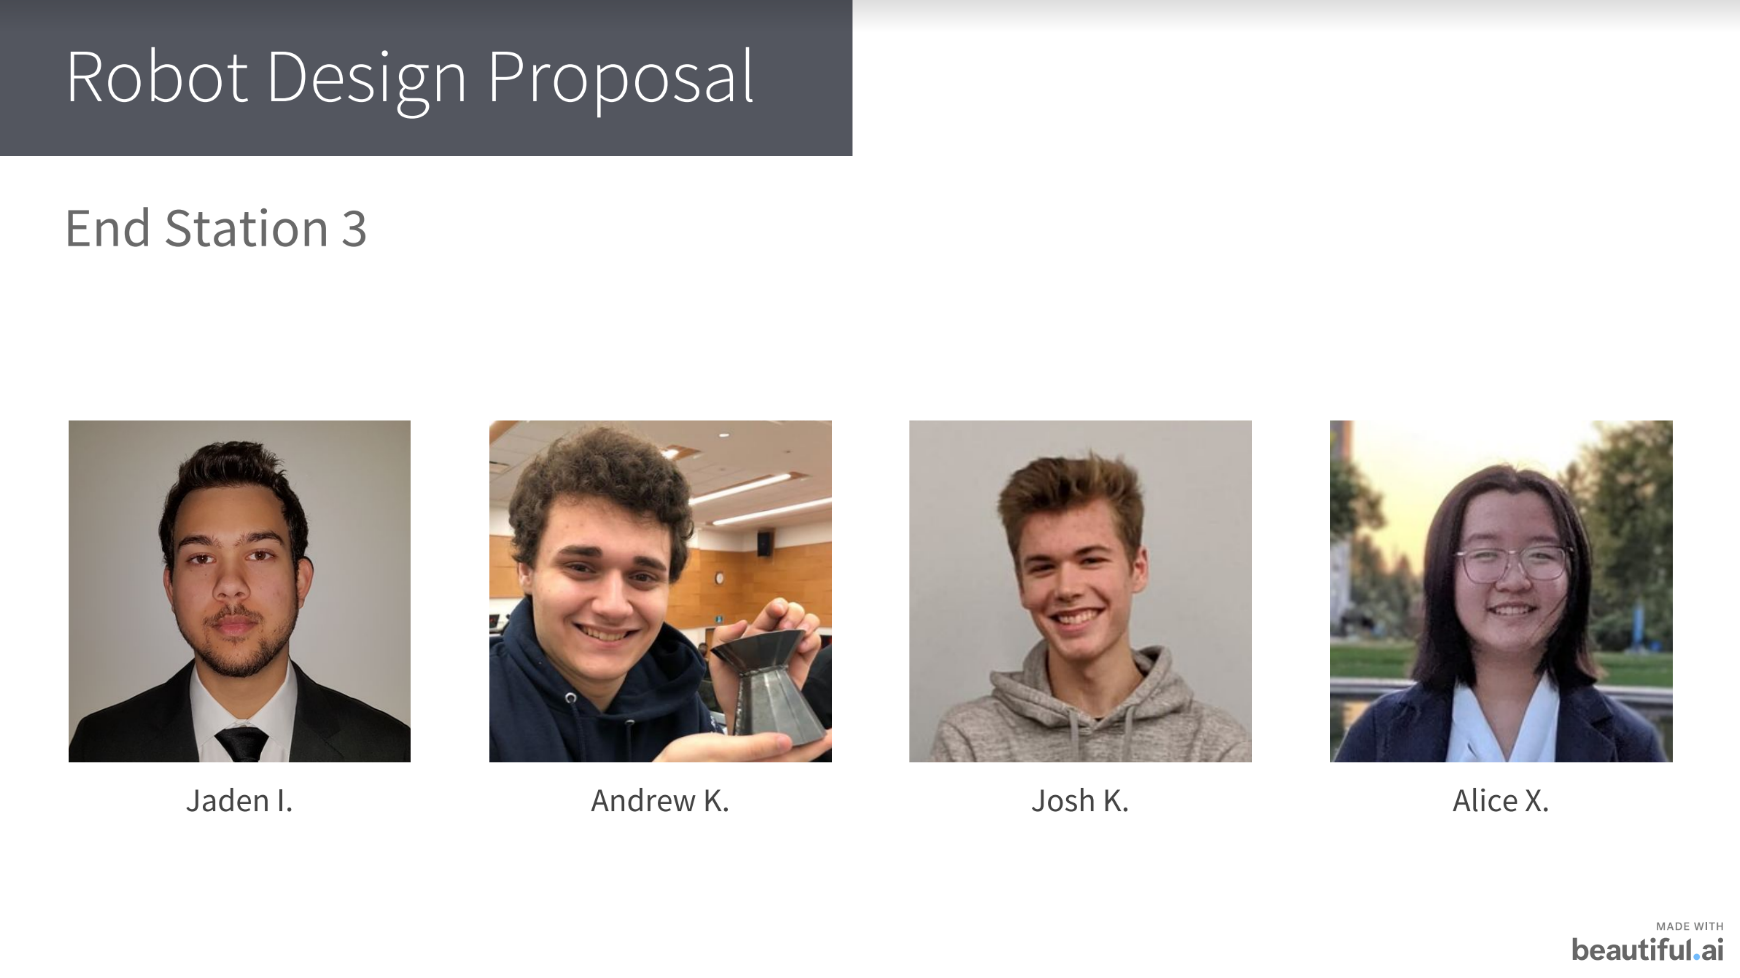 Robot Design Proposal
End Station 3
Jaden I.
Andrew K.
Josh K.
Alice X.
MADE WITH
beautiful.ai